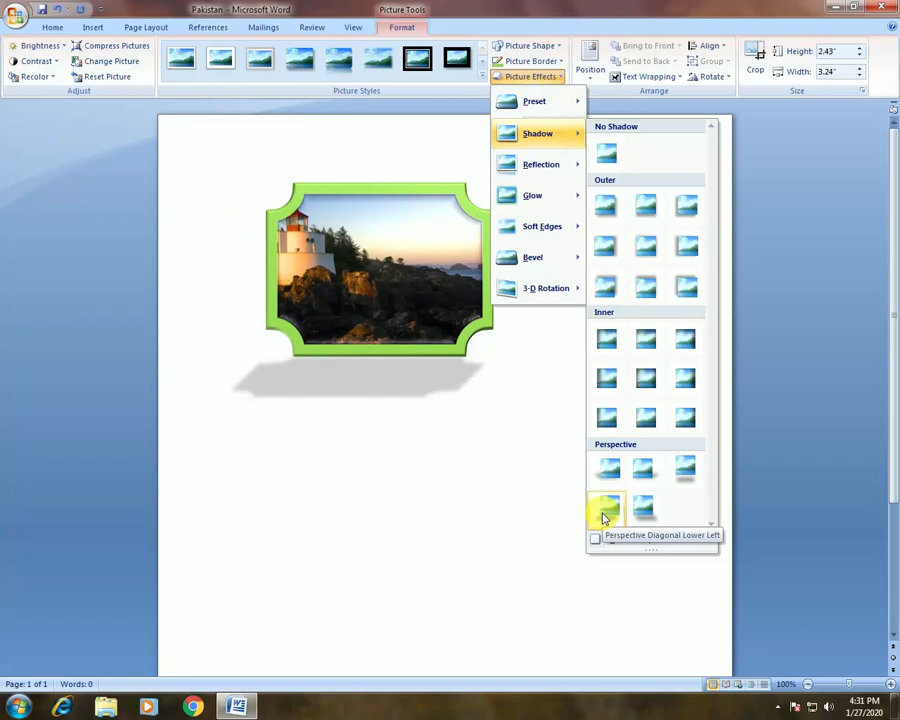 Pakistan - Microsoft Word
Picture Tools
Home
Insert
Page Layout
References
Mailings
Review
View
Format
Brightness
Compress Pictures
Contrast
Change Picture
Recolor
Reset Picture
Adjust
Picture Styles
Picture Shape
Picture Border
Picture Effects
Position
Bring to Front
Send to Back
Text Wrapping
Align
Group
Rotate
Arrange
Crop
Height: 2.43"
Width: 3.24"
Size
Preset
Shadow
Reflection
Glow
Soft Edges
Bevel
3-D Rotation
No Shadow
Outer
Inner
Perspective
Perspective Diagonal Lower Left
Page: 1 of 1
Words: 0
100%
4:31 PM
1/27/2020